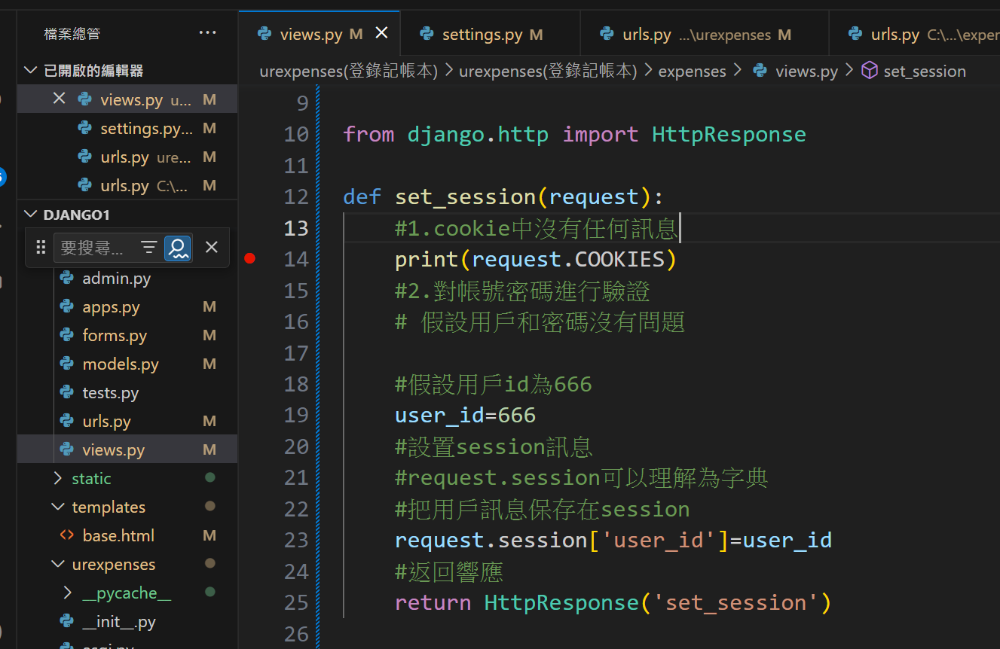 檔案總管 ···
views.py M
settings.py M
urls.py ...\urexpenses M
urls.py C:\...\exper
已開啟的編輯器
views.py u... M
settings.py... M
urls.py ure... M
urls.py C:\... M
urexpenses(登錄記帳本) > urexpenses(登錄記帳本) > expenses > views.py > set_session
DJANGO1
要搜尋...
admin.py
apps.py M
forms.py M
models.py M
tests.py
urls.py M
views.py M
static
templates
base.html M
urexpenses
__pycache__
__init__.py
9
10 from django.http import HttpResponse
11
12 def set_session(request):
13 #1.cookie中沒有任何訊息
14 print(request.COOKIES)
15 #2.對帳號密碼進行驗證
16 # 假設用戶和密碼沒有問題
17
18 #假設用戶id為666
19 user_id=666
20 #設置session訊息
21 #request.session可以理解為字典
22 #把用戶訊息保存在session
23 request.session['user_id']=user_id
24 #返回響應
25 return HttpResponse('set_session')
26